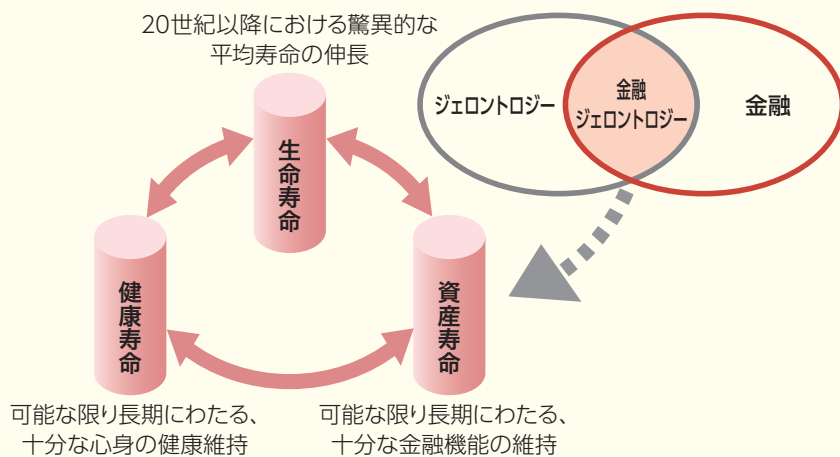 20世紀以降における驚異的な
平均寿命の伸長
ジェロントロジー
金融
ジェロントロジー
金融
生命寿命
健康寿命
資産寿命
可能な限り長期にわたる、
十分な心身の健康維持
可能な限り長期にわたる、
十分な金融機能の維持